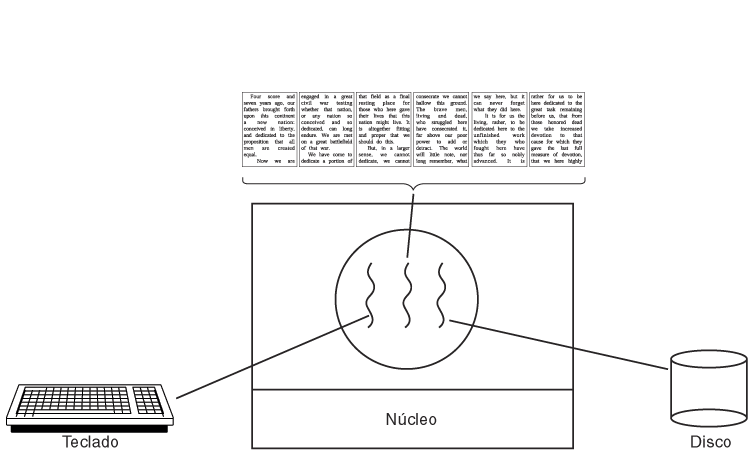 Four score and
seven years ago, our
fathers brought forth
upon this continent
a new nation:
conceived in liberty,
and dedicated to the
proposition that all
men are created
equal.
Now we are
engaged in a great
civil war testing
whether that nation,
or any nation so
conceived and so
dedicated, can long
endure. We are met
on a great battlefield
of that war.
We have come to
dedicate a portion of
that field as a final
resting place for
those who here gave
their lives that this
nation might live. It
is altogether fitting
and proper that we
should do this.
But, in a larger
sense, we cannot
dedicate, we cannot
consecrate we cannot
hallow this ground.
The brave men,
living and dead,
who struggled here
have consecrated it,
far above our poor
power to add or
detract. The world
will little note, nor
long remember, what
we say here, but it
can never forget
what they did here.
It is for us the
living, rather, to be
dedicated here to the
unfinished work
which they who
fought here have
thus far so nobly
advanced. It is
rather for us to be
here dedicated to the
great task remaining
before us, that from
these honored dead
we take increased
devotion to that
cause for which they
gave the last full
measure of devotion,
that we here highly
Teclado
Núcleo
Disco